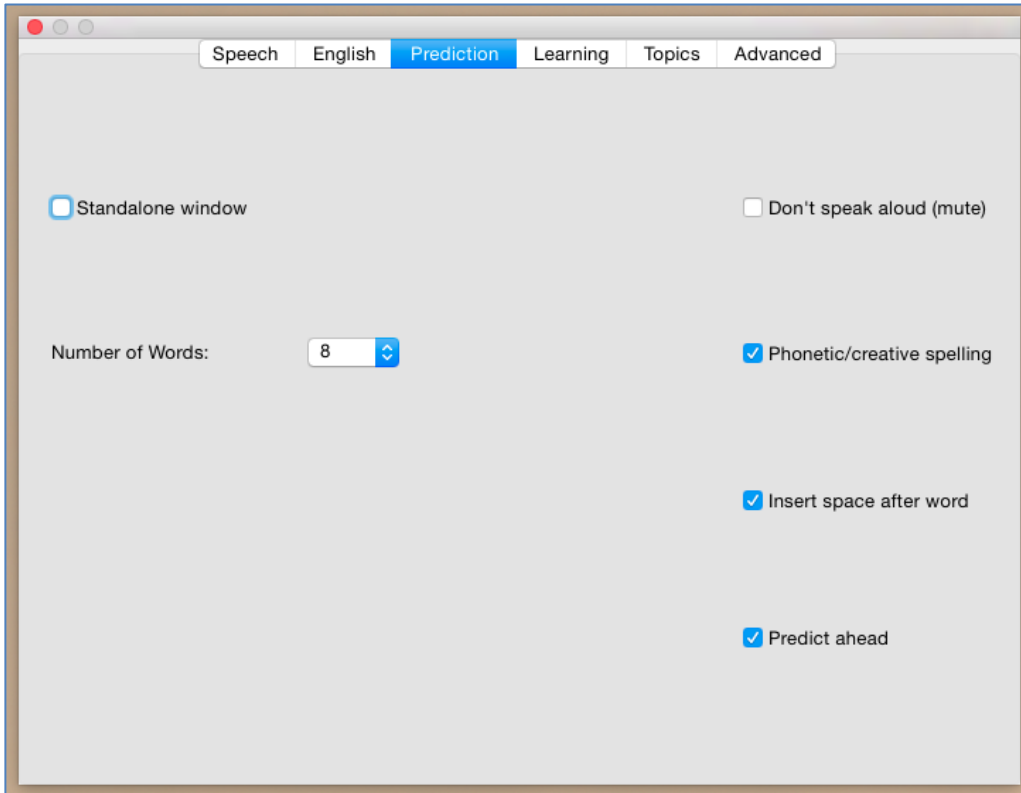 Speech English Prediction Learning Topics Advanced
Standalone window Don't speak aloud (mute)
Number of Words: 8 Phonetic/creative spelling
Insert space after word
Predict ahead